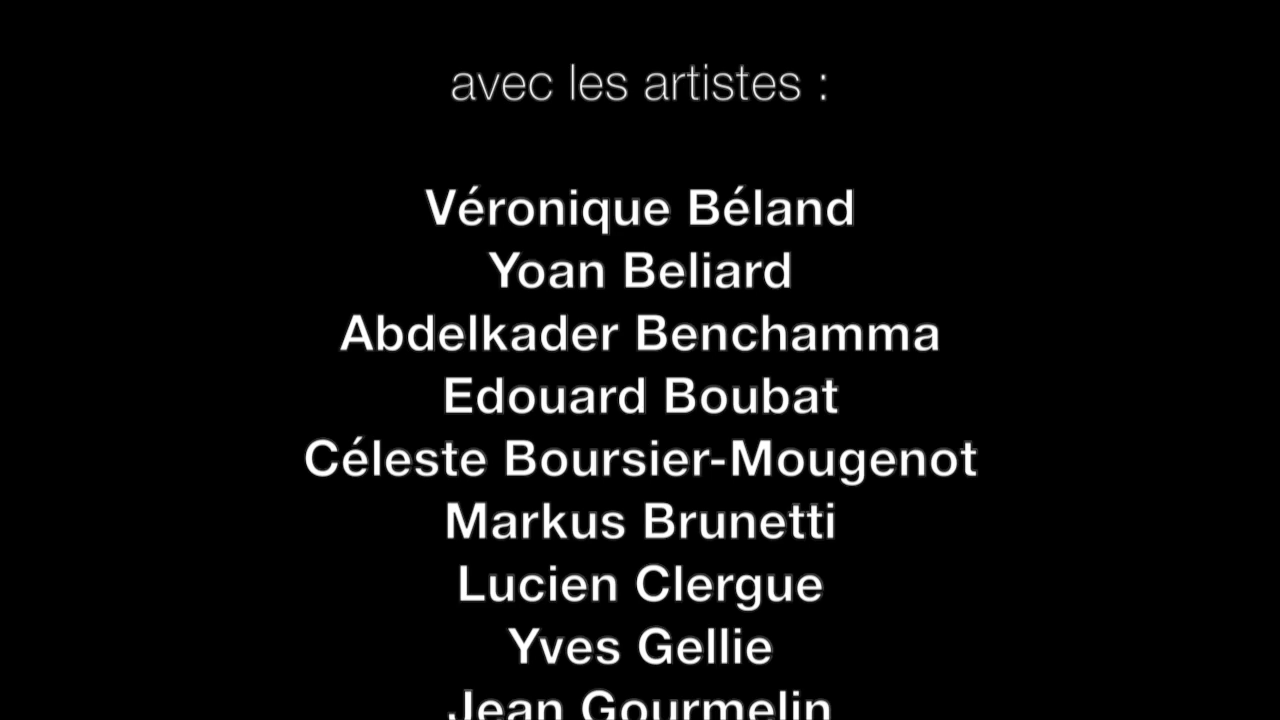 avec les artistes :
Véronique Béland
Yoan Beliard
Abdelkader Benchamma
Edouard Boubat
Céleste Boursier-Mougenot
Markus Brunetti
Lucien Clergue
Yves Gellie
Jean Gourmelin